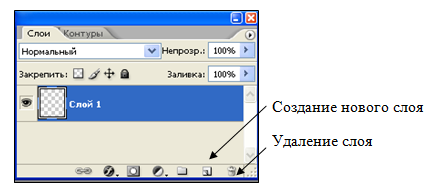 Слои Контуры
Нормальный Непрозр.: 100%
Закрепить: Заливка: 100%
Слой 1
Создание нового слоя
Удаление слоя